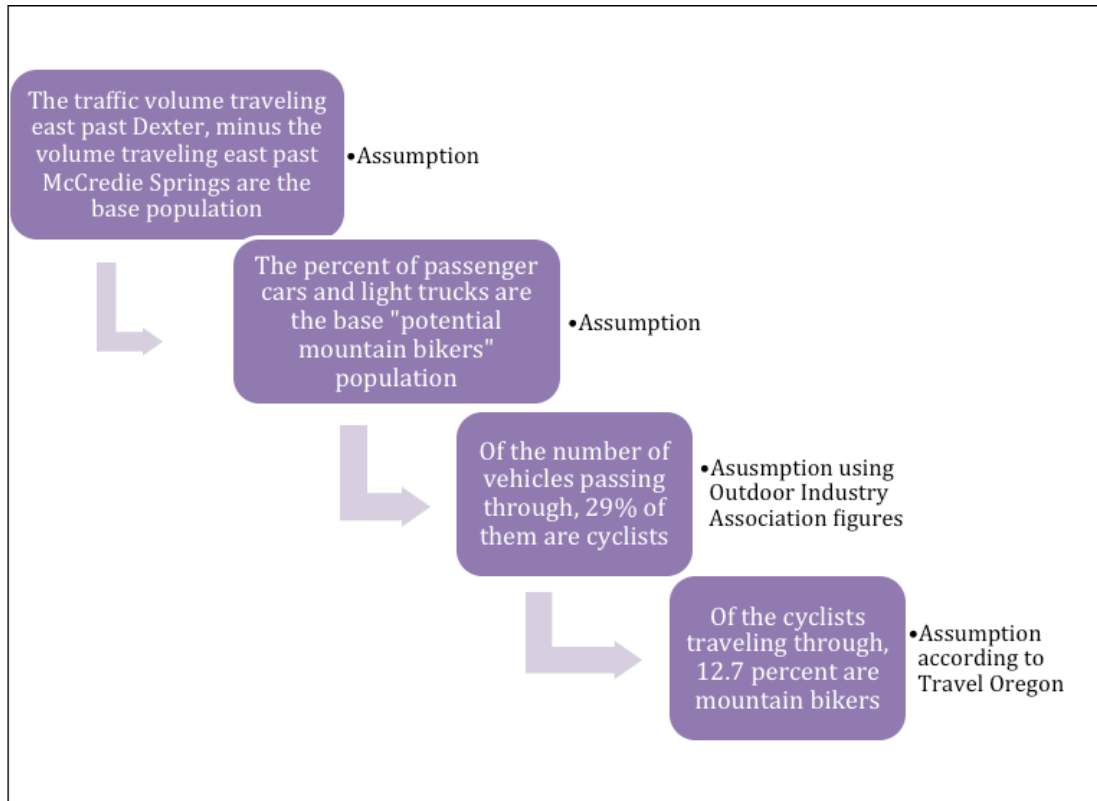 The traffic volume traveling
east past Dexter, minus the
volume traveling east past
McCredie Springs are the
base population
•Assumption
The percent of passenger
cars and light trucks are
the base "potential
mountain bikers"
population
•Assumption
Of the number of
vehicles passing
through, 29% of
them are cyclists
•Asusmption using
Outdoor Industry
Association figures
Of the cyclists
traveling through,
12.7 percent are
mountain bikers
•Assumption
according to
Travel Oregon